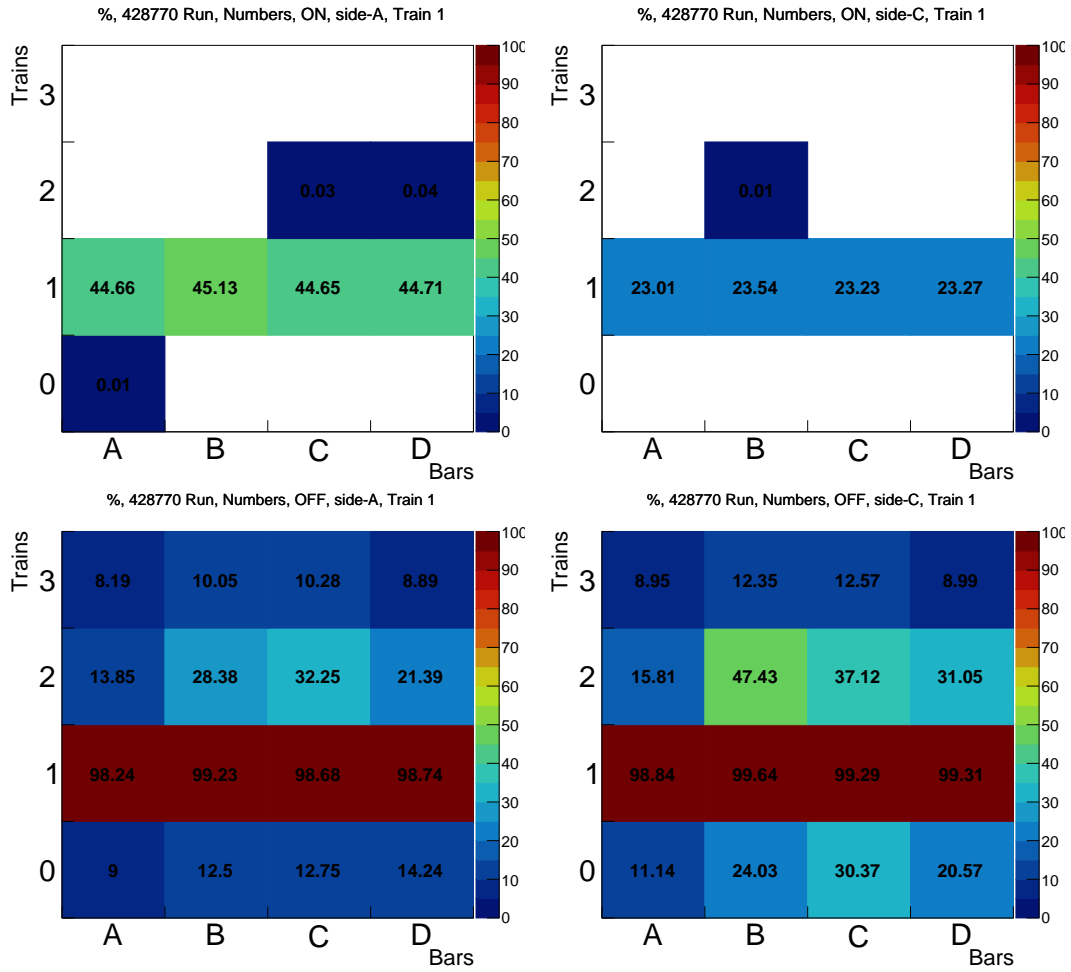 %, 428770 Run, Numbers, ON, side-A, Train 1
Trains
3
2
1
0
0.03 0.04
44.66 45.13 44.65 44.71
0.01
A B C D
Bars
100
90
80
70
60
50
40
30
20
10
0
%, 428770 Run, Numbers, ON, side-C, Train 1
Trains
3
2
1
0
0.01
23.01 23.54 23.23 23.27
A B C D
Bars
100
90
80
70
60
50
40
30
20
10
0
%, 428770 Run, Numbers, OFF, side-A, Train 1
Trains
3
2
1
0
8.19 10.05 10.28 8.89
13.85 28.38 32.25 21.39
98.24 99.23 98.68 98.74
9 12.5 12.75 14.24
A B C D
Bars
100
90
80
70
60
50
40
30
20
10
0
%, 428770 Run, Numbers, OFF, side-C, Train 1
Trains
3
2
1
0
8.95 12.35 12.57 8.99
15.81 47.43 37.12 31.05
98.84 99.64 99.29 99.31
11.14 24.03 30.37 20.57
A B C D
Bars
100
90
80
70
60
50
40
30
20
10
0